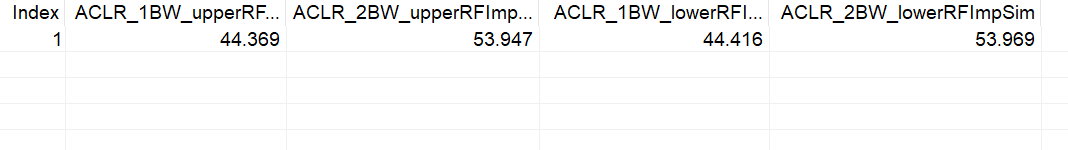 Index ACLR_1BW_upperRF... ACLR_2BW_upperRFImp... ACLR_1BW_lowerRFI... ACLR_2BW_lowerRFImpSim
1 44.369 53.947 44.416 53.969